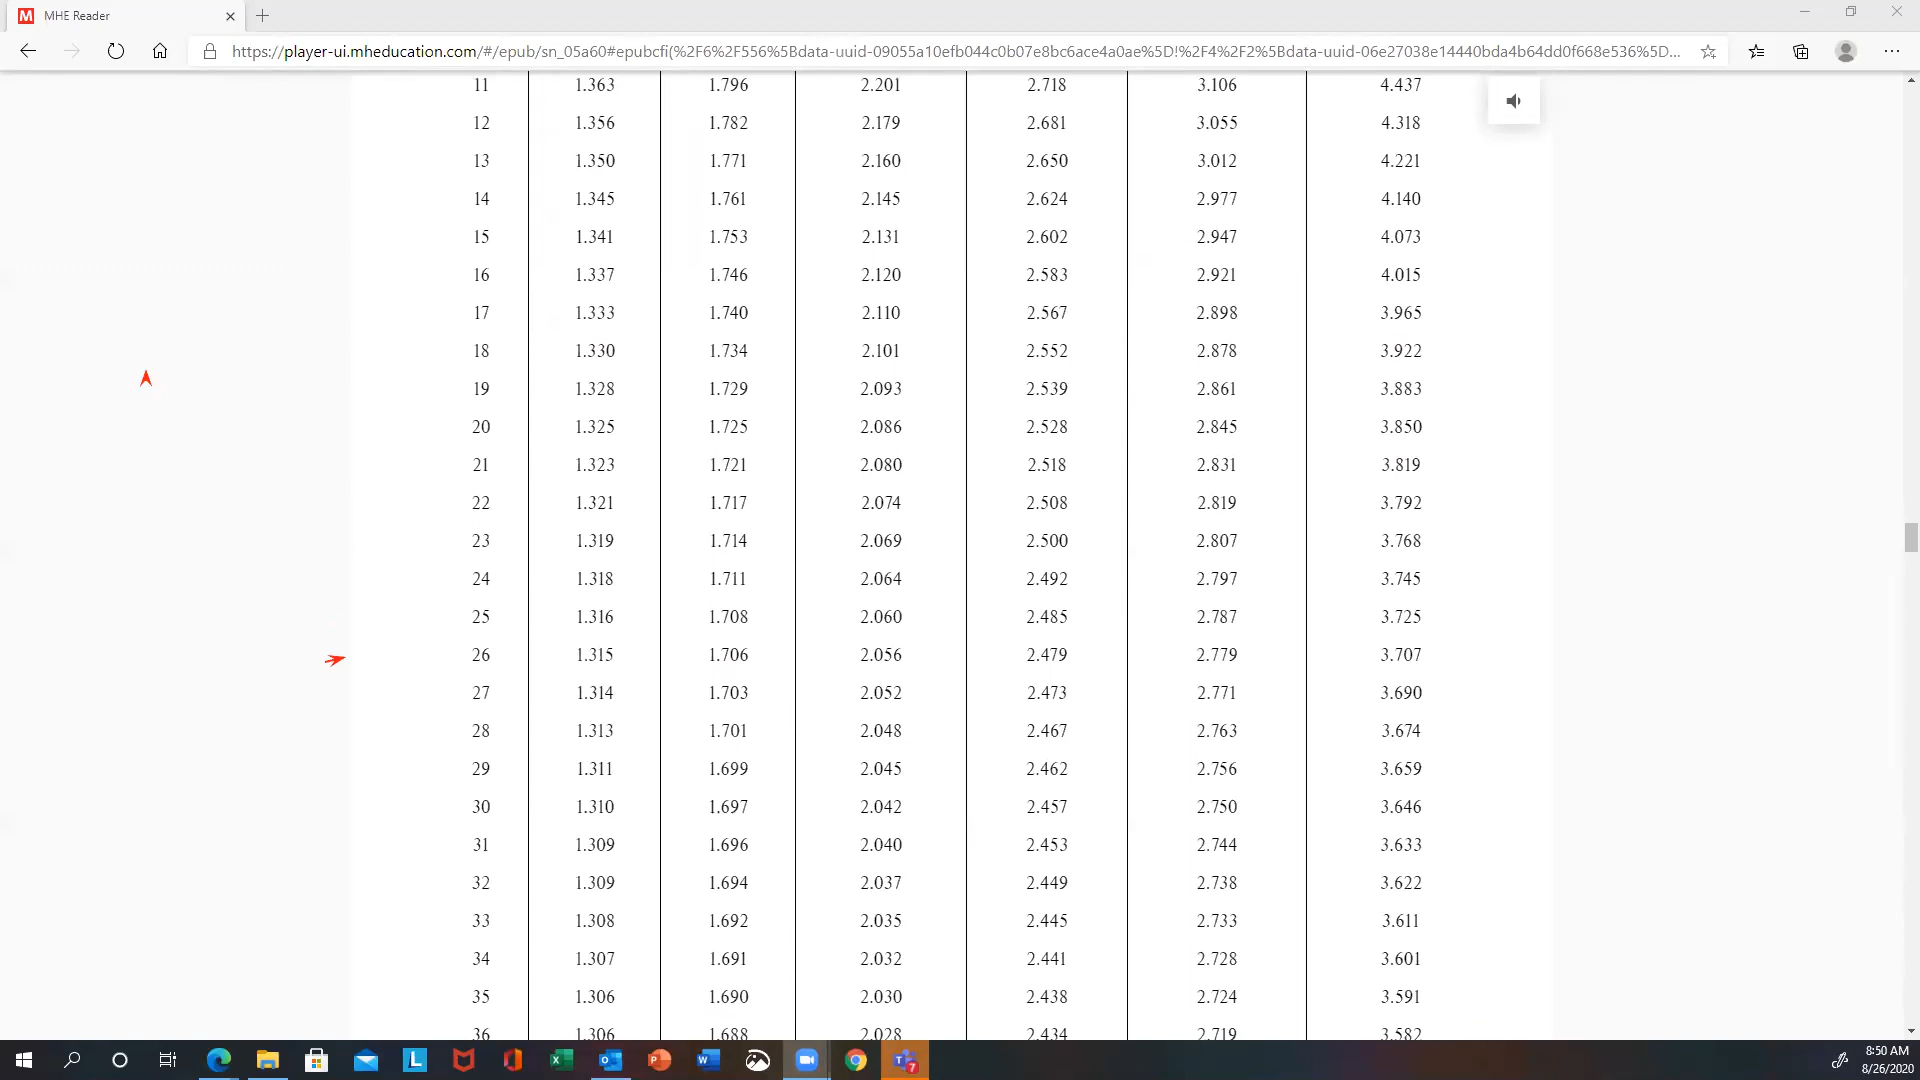 MHE Reader
https://player-ui.mheducation.com/#/epub/sn_05a60#epubcfi(%2F6%2F556%5Bdata-uuid-09055a10efb044c0b07e8bc6ace4a0ae%5D!%2F4%2F2%5Bdata-uuid-06e27038e14440bda4b64dd0f668e536%5D...
11 1.363 1.796 2.201 2.718 3.106 4.437
12 1.356 1.782 2.179 2.681 3.055 4.318
13 1.350 1.771 2.160 2.650 3.012 4.221
14 1.345 1.761 2.145 2.624 2.977 4.140
15 1.341 1.753 2.131 2.602 2.947 4.073
16 1.337 1.746 2.120 2.583 2.921 4.015
17 1.333 1.740 2.110 2.567 2.898 3.965
18 1.330 1.734 2.101 2.552 2.878 3.922
19 1.328 1.729 2.093 2.539 2.861 3.883
20 1.325 1.725 2.086 2.528 2.845 3.850
21 1.323 1.721 2.080 2.518 2.831 3.819
22 1.321 1.717 2.074 2.508 2.819 3.792
23 1.319 1.714 2.069 2.500 2.807 3.768
24 1.318 1.711 2.064 2.492 2.797 3.745
25 1.316 1.708 2.060 2.485 2.787 3.725
26 1.315 1.706 2.056 2.479 2.779 3.707
27 1.314 1.703 2.052 2.473 2.771 3.690
28 1.313 1.701 2.048 2.467 2.763 3.674
29 1.311 1.699 2.045 2.462 2.756 3.659
30 1.310 1.697 2.042 2.457 2.750 3.646
31 1.309 1.696 2.040 2.453 2.744 3.633
32 1.309 1.694 2.037 2.449 2.738 3.622
33 1.308 1.692 2.035 2.445 2.733 3.611
34 1.307 1.691 2.032 2.441 2.728 3.601
35 1.306 1.690 2.030 2.438 2.724 3.591
36 1.306 1.688 2.028 2.434 2.719 3.582
8:50 AM
8/26/2020